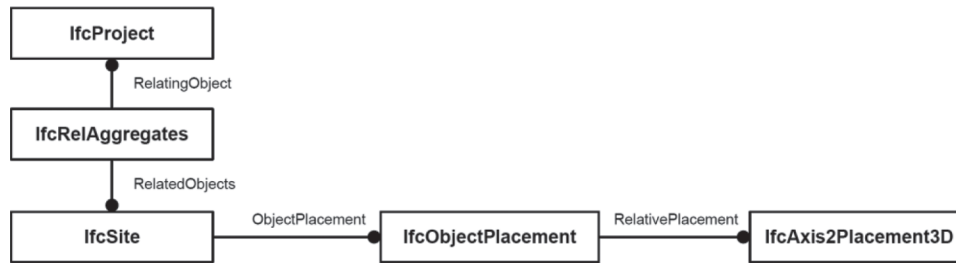 IfcProject
RelatingObject
IfcRelAggregates
RelatedObjects
IfcSite
ObjectPlacement
IfcObjectPlacement
RelativePlacement
IfcAxis2Placement3D